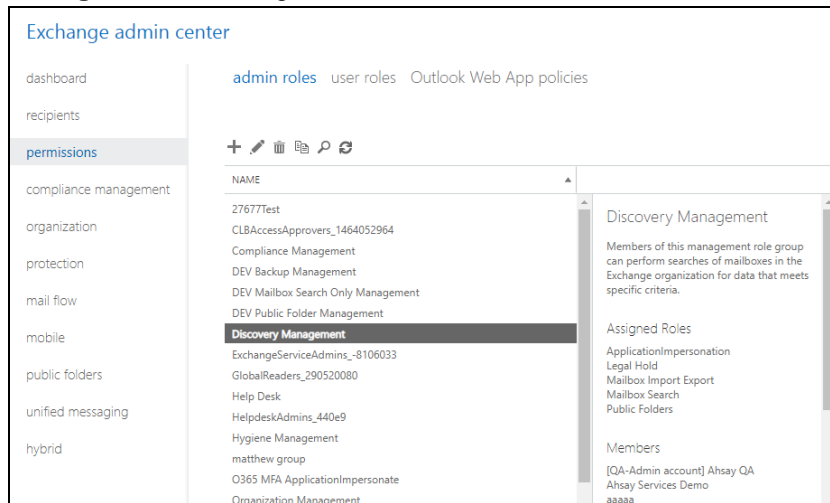 Exchange admin center
dashboard
recipients
permissions
compliance management
organization
protection
mail flow
mobile
public folders
unified messaging
hybrid
admin roles user roles Outlook Web App policies
NAME
27677Test
CLBAccessApprovers_1464052964
Compliance Management
DEV Backup Management
DEV Mailbox Search Only Management
DEV Public Folder Management
Discovery Management
ExchangeServiceAdmins_-8106033
GlobalReaders_290520080
Help Desk
HelpdeskAdmins_440e9
Hygiene Management
matthew group
O365 MFA ApplicationImpersonate
Organization Management
Discovery Management
Members of this management role group
can perform searches of mailboxes in the
Exchange organization for data that meets
specific criteria.
Assigned Roles
ApplicationImpersonation
Legal Hold
Mailbox Import Export
Mailbox Search
Public Folders
Members
[QA-Admin account] Ahsay QA
Ahsay Services Demo
aaaaa